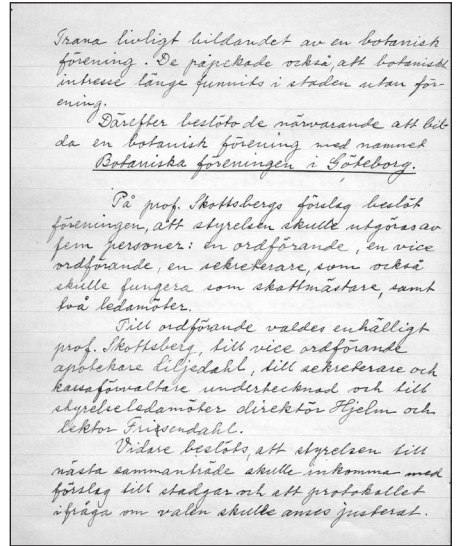 Trana livligt bildandet av en botanisk
förening. De påpekade också, att botaniskt
intresse länge funnits i staden utan för-
ening.
Därefter beslöto de närvarande att bil-
da en botanisk förening med namnet
Botaniska föreningen i Göteborg.
På prof. Skottsbergs förslag beslöt
föreningen, att styrelsen skulle utgöras av
fem personer: en ordförande, en vice
ordförande, en sekreterare, som också
skulle fungera som skattmästare, samt
två ledamöter.
Till ordförande valdes enhälligt
prof. Skottsberg, till vice ordförande
apotekare Liljedahl, till sekreterare och
kassaförvaltare undertecknad och till
styrelseledamöter direktör Hjelm och
lektor Friesendahl.
Vidare beslöts, att styrelsen till
nästa sammanträde skulle inkomma med
förslag till stadgar och att protokollet
ifråga om valen skulle anses justerat.